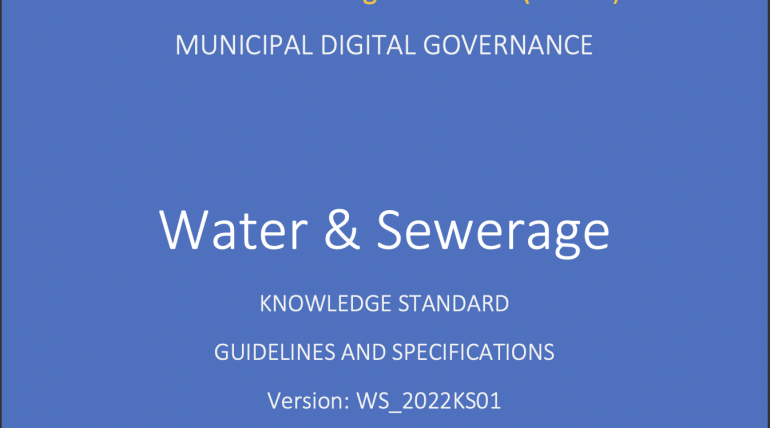 MUNICIPAL DIGITAL GOVERNANCE
Water & Sewerage
KNOWLEDGE STANDARD
GUIDELINES AND SPECIFICATIONS
Version: WS_2022KS01